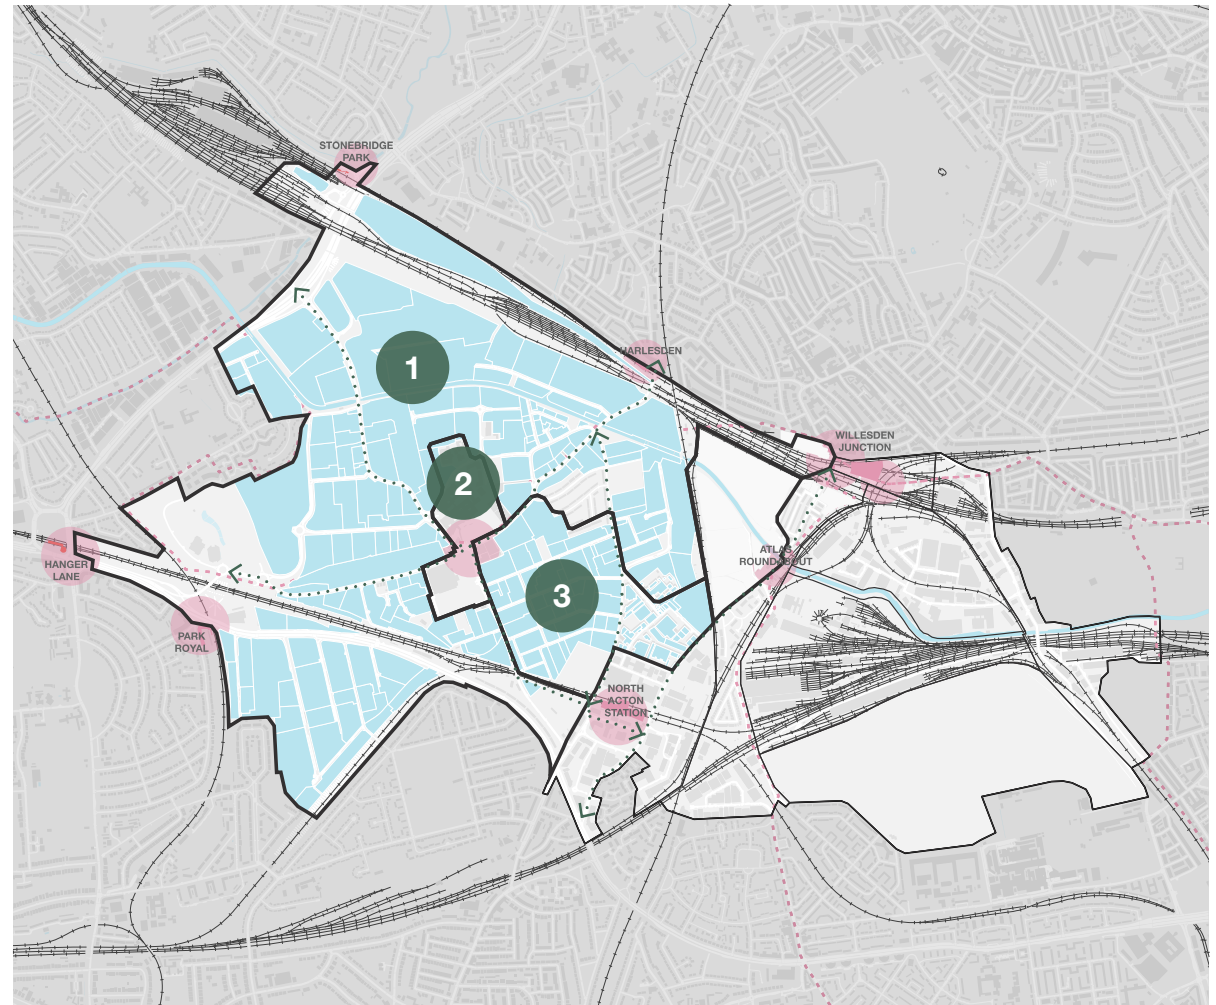 STONEBRIDGE
PARK
HARLESDEN
1
WILLESDEN
JUNCTION
2
HANGER
LANE
ATLAS
ROUNDABOUT
3
PARK
ROYAL
NORTH
ACTON
STATION